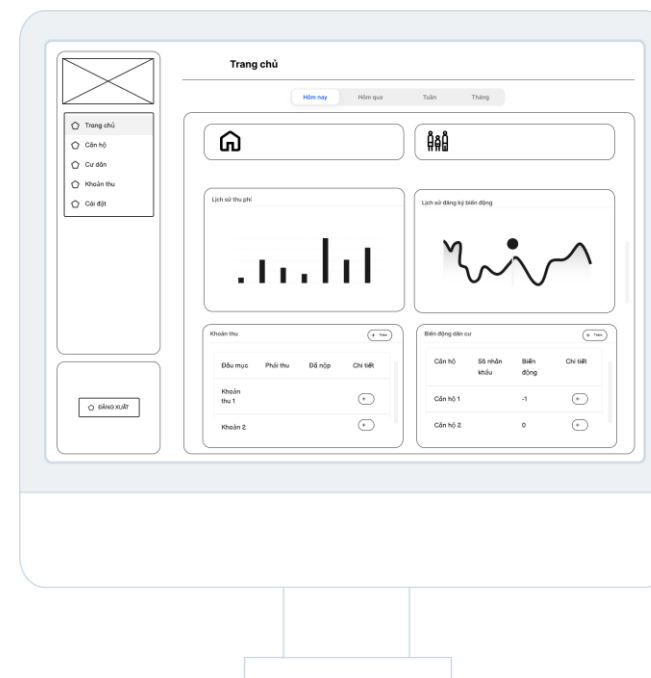 Trang chủ
Hôm nay Hôm qua Tuần Tháng
Trang chủ
Căn hộ
Cư dân
Khoản thu
Cài đặt
ĐĂNG XUẤT
Lịch sử thu phí
Lịch sử đăng ký biến động
Khoản thu
+ Thêm
Đầu mục Phải thu Đã nộp Chi tiết
Khoản
thu 1
+
Khoản 2
+
Biến động dân cư
+ Thêm
Căn hộ Số nhân Biến Chi tiết
khẩu động
Căn hộ 1 -1 +
Căn hộ 2 0 +